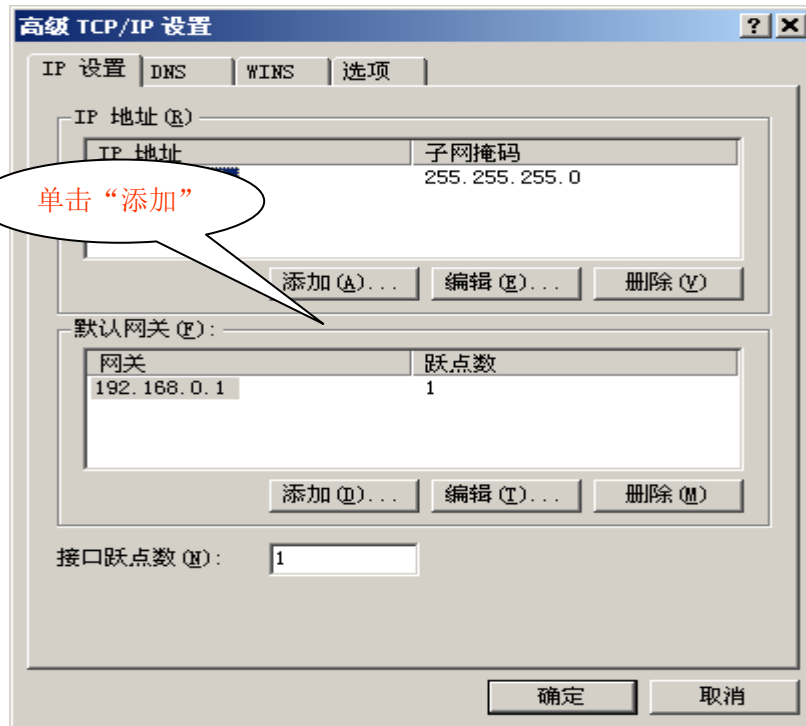 高级 TCP/IP 设置
IP 设置 DNS WINS 选项
IP 地址(R)
IP 地址 子网掩码
255.255.255.0
单击“添加”
添加(A)... 编辑(E)... 删除(V)
默认网关(F):
网关 跃点数
192.168.0.1 1
添加(D)... 编辑(T)... 删除(M)
接口跃点数(N): 1
确定 取消